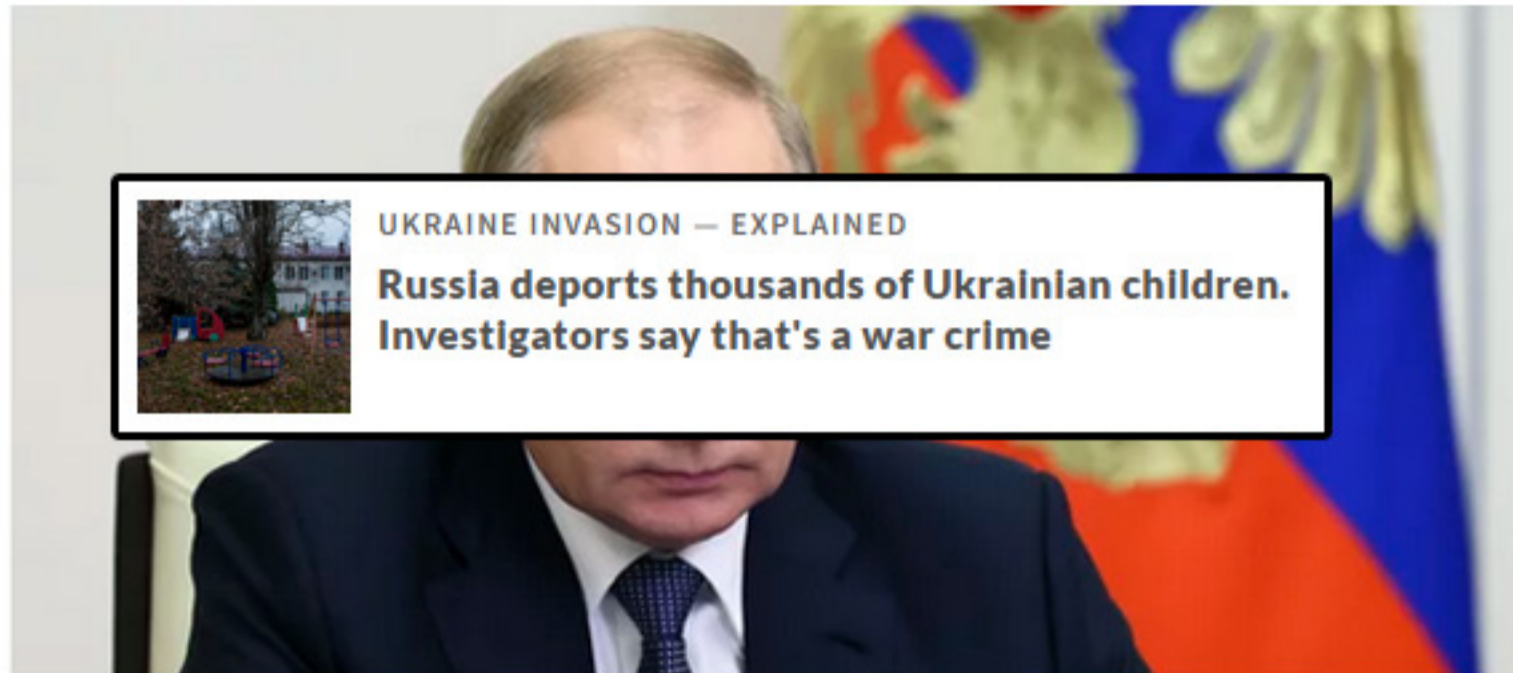 UKRAINE INVASION — EXPLAINED
Russia deports thousands of Ukrainian children.
Investigators say that's a war crime